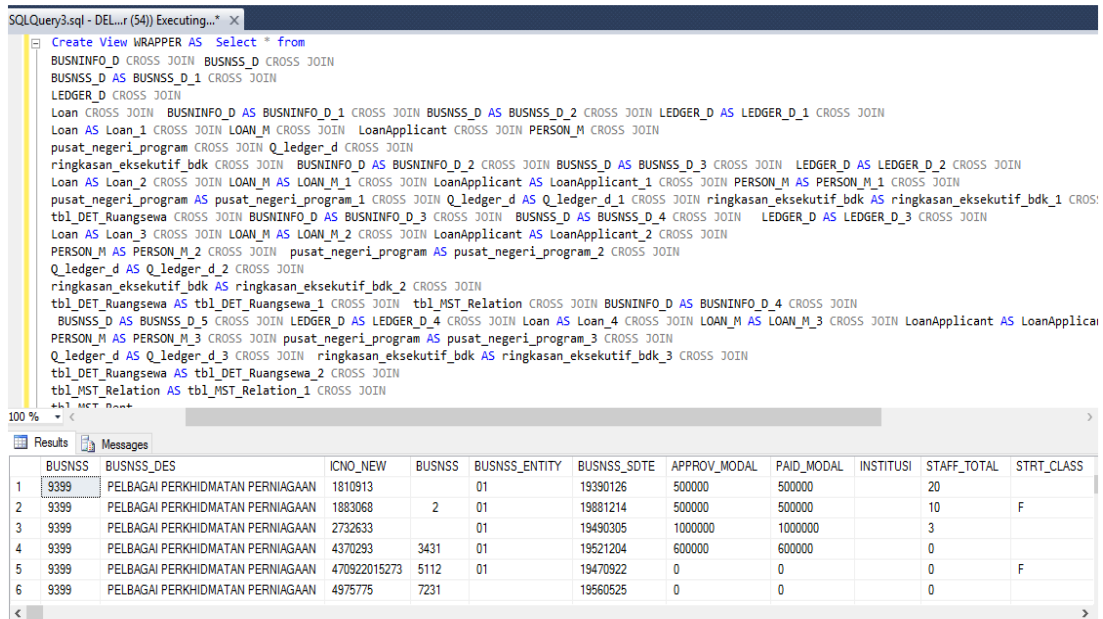 SQLQuery3.sql - DEL...r (54)) Executing...* ×
Create View WRAPPER AS Select * from
BUSNINFO_D CROSS JOIN BUSNSS_D CROSS JOIN
BUSNSS_D AS BUSNSS_D_1 CROSS JOIN
LEDGER_D CROSS JOIN
Loan CROSS JOIN BUSNINFO_D AS BUSNINFO_D_1 CROSS JOIN BUSNSS_D AS BUSNSS_D_2 CROSS JOIN LEDGER_D AS LEDGER_D_1 CROSS JOIN
Loan AS Loan_1 CROSS JOIN LOAN_M CROSS JOIN LoanApplicant CROSS JOIN PERSON_M CROSS JOIN
pusat_negeri_program CROSS JOIN Q_ledger_d CROSS JOIN
ringkasan_eksekutif_bdk CROSS JOIN BUSNINFO_D AS BUSNINFO_D_2 CROSS JOIN BUSNSS_D AS BUSNSS_D_3 CROSS JOIN LEDGER_D AS LEDGER_D_2 CROSS JOIN
Loan AS Loan_2 CROSS JOIN LOAN_M AS LOAN_M_1 CROSS JOIN LoanApplicant AS LoanApplicant_1 CROSS JOIN PERSON_M AS PERSON_M_1 CROSS JOIN
pusat_negeri_program AS pusat_negeri_program_1 CROSS JOIN Q_ledger_d AS Q_ledger_d_1 CROSS JOIN ringkasan_eksekutif_bdk AS ringkasan_eksekutif_bdk_1 CROS
tbl_DET_Ruangsewa CROSS JOIN BUSNINFO_D AS BUSNINFO_D_3 CROSS JOIN BUSNSS_D AS BUSNSS_D_4 CROSS JOIN LEDGER_D AS LEDGER_D_3 CROSS JOIN
Loan AS Loan_3 CROSS JOIN LOAN_M AS LOAN_M_2 CROSS JOIN LoanApplicant AS LoanApplicant_2 CROSS JOIN
PERSON_M AS PERSON_M_2 CROSS JOIN pusat_negeri_program AS pusat_negeri_program_2 CROSS JOIN
Q_ledger_d AS Q_ledger_d_2 CROSS JOIN
ringkasan_eksekutif_bdk AS ringkasan_eksekutif_bdk_2 CROSS JOIN
tbl_DET_Ruangsewa AS tbl_DET_Ruangsewa_1 CROSS JOIN tbl_MST_Relation CROSS JOIN BUSNINFO_D AS BUSNINFO_D_4 CROSS JOIN
BUSNSS_D AS BUSNSS_D_5 CROSS JOIN LEDGER_D AS LEDGER_D_4 CROSS JOIN Loan AS Loan_4 CROSS JOIN LOAN_M AS LOAN_M_3 CROSS JOIN LoanApplicant AS LoanApplica
PERSON_M AS PERSON_M_3 CROSS JOIN pusat_negeri_program AS pusat_negeri_program_3 CROSS JOIN
Q_ledger_d AS Q_ledger_d_3 CROSS JOIN ringkasan_eksekutif_bdk AS ringkasan_eksekutif_bdk_3 CROSS JOIN
tbl_DET_Ruangsewa AS tbl_DET_Ruangsewa_2 CROSS JOIN
tbl_MST_Relation AS tbl_MST_Relation_1 CROSS JOIN
100 %
Results Messages
BUSNSS BUSNSS_DES ICNO_NEW BUSNSS BUSNSS_ENTITY BUSNSS_SDTE APPROV_MODAL PAID_MODAL INSTITUSI STAFF_TOTAL STRT_CLASS
1 9399 PELBAGAI PERKHIDMATAN PERNIAGAAN 1810913 01 19390126 500000 500000 20
2 9399 PELBAGAI PERKHIDMATAN PERNIAGAAN 1883068 2 01 19881214 500000 500000 10 F
3 9399 PELBAGAI PERKHIDMATAN PERNIAGAAN 2732633 01 19490305 1000000 1000000 3
4 9399 PELBAGAI PERKHIDMATAN PERNIAGAAN 4370293 3431 01 19521204 600000 600000 0
5 9399 PELBAGAI PERKHIDMATAN PERNIAGAAN 470922015273 5112 01 19470922 0 0 0 F
6 9399 PELBAGAI PERKHIDMATAN PERNIAGAAN 4975775 7231 19560525 0 0 0